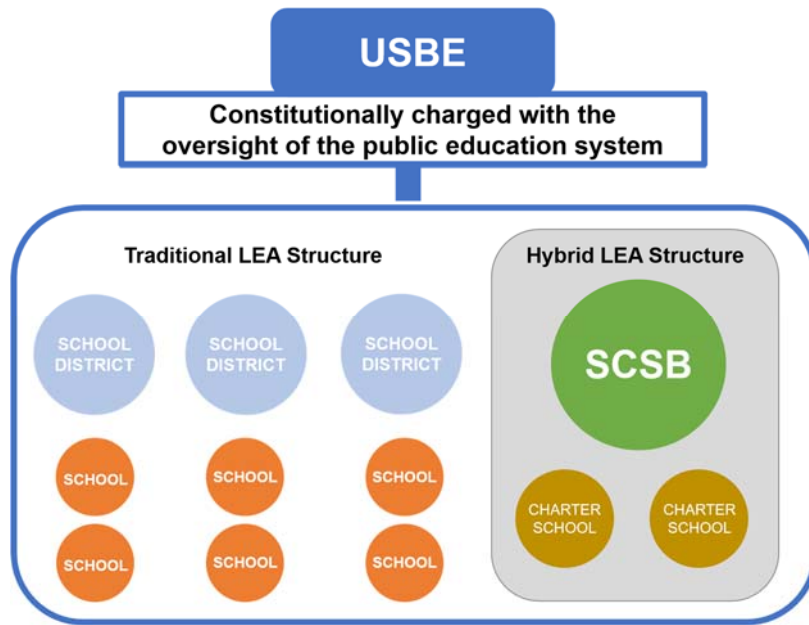 USBE
Constitutionally charged with the
oversight of the public education system
Traditional LEA Structure
SCHOOL
DISTRICT
SCHOOL
DISTRICT
SCHOOL
DISTRICT
SCHOOL
SCHOOL
SCHOOL
SCHOOL
SCHOOL
SCHOOL
Hybrid LEA Structure
SCSB
CHARTER
SCHOOL
CHARTER
SCHOOL